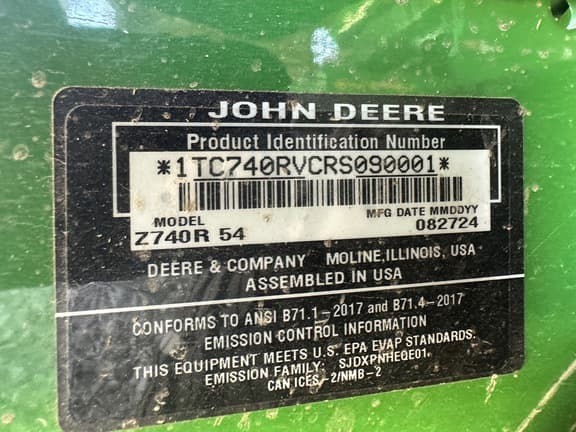 JOHN DEERE
Product Identification Number
*1TC740RVCRS090001*
MODEL
MFG DATE MMDDYY
Z740R 54
082724
DEERE & COMPANY MOLINE, ILLINOIS, USA
ASSEMBLED IN USA
CONFORMS TO ANSI B71.1-2017 and B71.4-2017
EMISSION CONTROL INFORMATION
THIS EQUIPMENT MEETS U.S. EPA EVAP STANDARDS.
EMISSION FAMILY: SJDXPNHEQE01.
CAN ICES-2/NMB-2